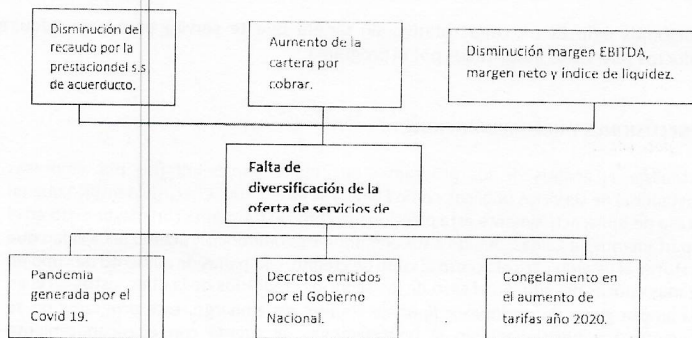 Disminución del
recaudo por la
prestaciondel s.s
de acuerducto.
Aumento de la
cartera por
cobrar.
Disminución margen EBITDA,
margen neto y índice de liquidez.
Falta de
diversificación de la
oferta de servicios de
Pandemia
generada por el
Covid 19.
Decretos emitidos
por el Gobierno
Nacional.
Congelamiento en
el aumento de
tarifas año 2020.